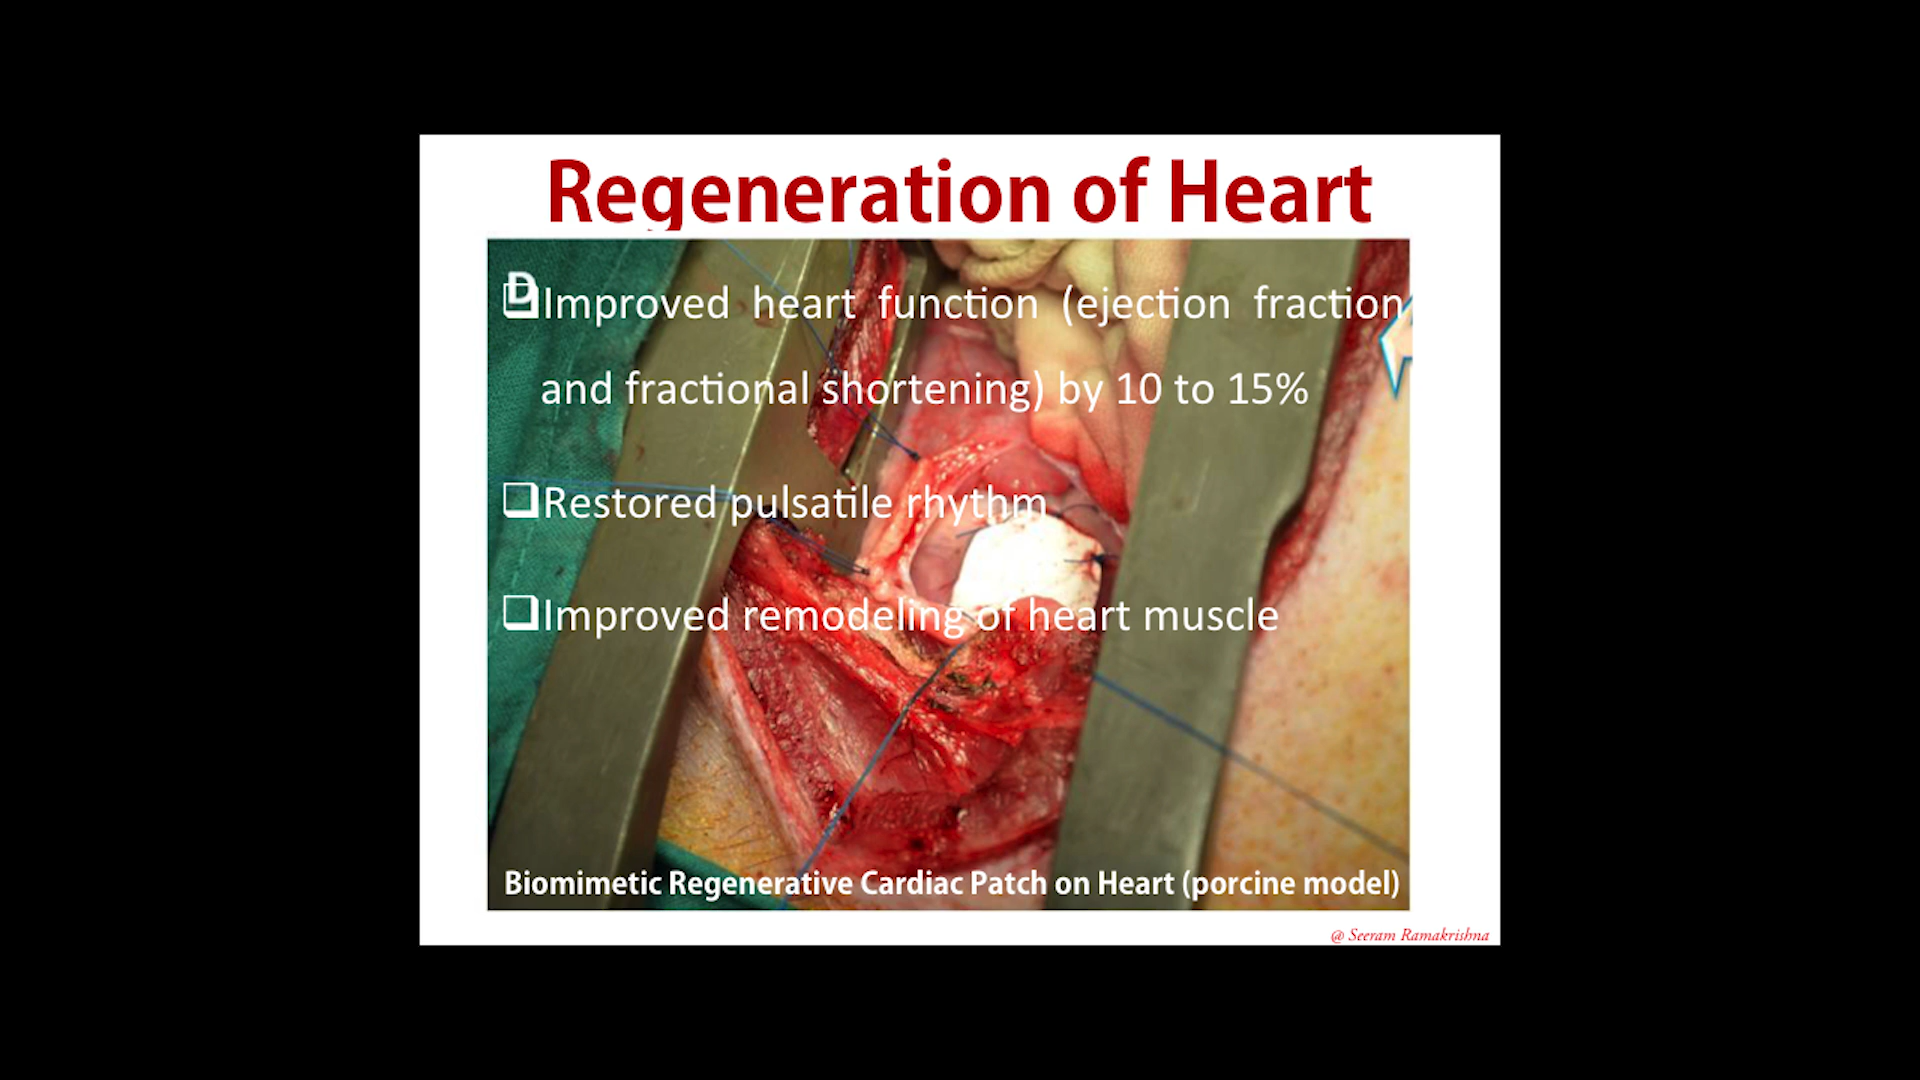 Regeneration of Heart
D
❑Improved heart function (ejection fraction
and fractional shortening) by 10 to 15%
❑Restored pulsatile rhythm
❑Improved remodeling of heart muscle
Biomimetic Regenerative Cardiac Patch on Heart (porcine model)
@ Seeram Ramakrishna